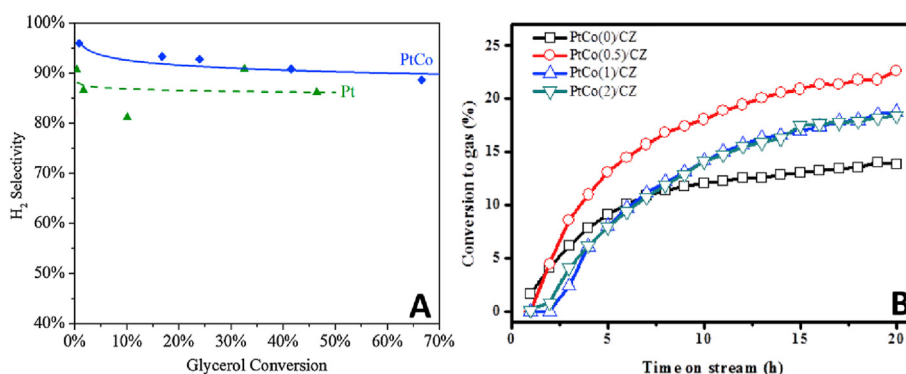 100%
90%
80%
70%
60%
50%
40%
H2 Selectivity
PtCo
Pt
A
0% 10% 20% 30% 40% 50% 60% 70%
Glycerol Conversion
PtCo(0)/CZ
PtCo(0.5)/CZ
PtCo(1)/CZ
PtCo(2)/CZ
25
20
15
10
5
0
Conversion to gas (%)
B
0 5 10 15 20
Time on stream (h)